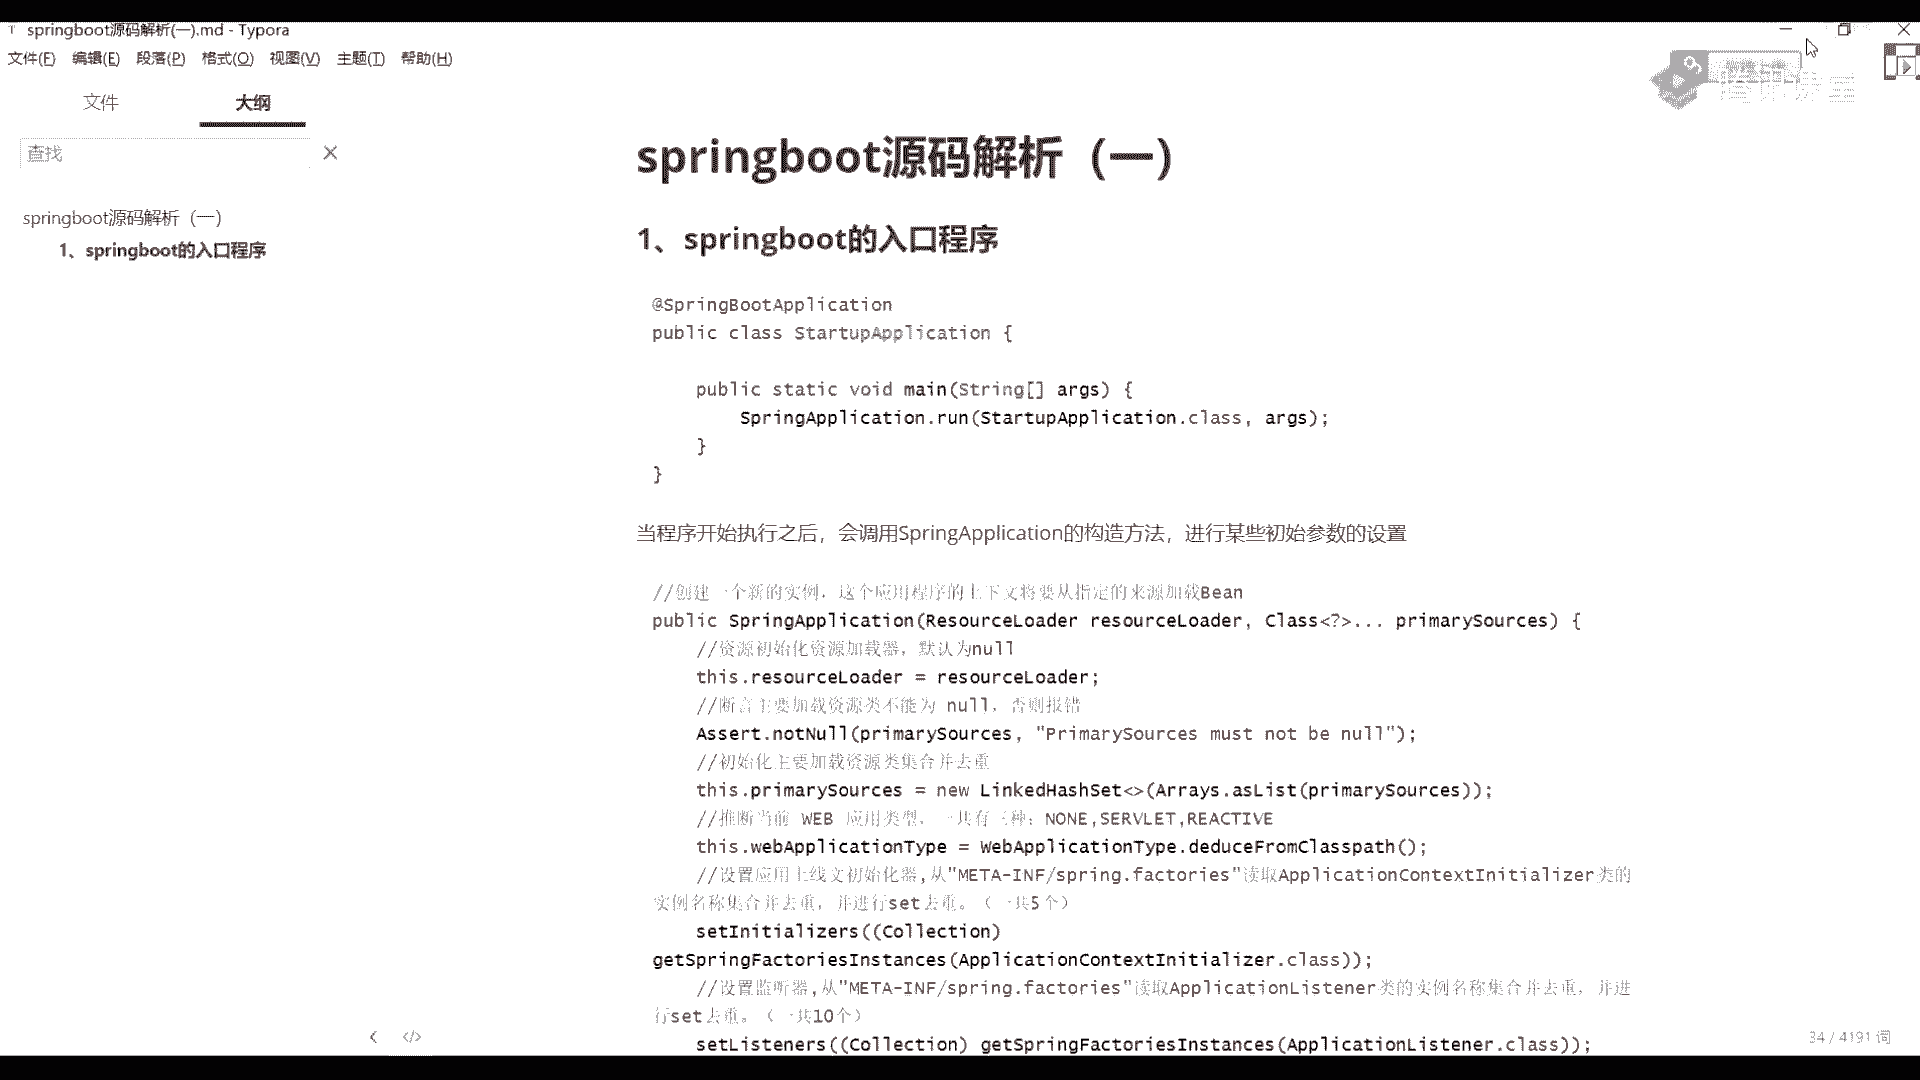 springboot源码解析(一).md - Typora
文件(F) 编辑(E) 段落(P) 格式(O) 视图(V) 主题(T) 帮助(H)
文件 大纲
查找
springboot源码解析（一）
1、springboot的入口程序
springboot源码解析（一）
1、springboot的入口程序
@SpringBootApplication
public class StartupApplication {
public static void main(String[] args) {
SpringApplication.run(StartupApplication.class, args);
}
}
当程序开始执行之后，会调用SpringApplication的构造方法，进行某些初始参数的设置
//创建一个新的实例，这个应用程序的上下文将要从指定的来源加载Bean
public SpringApplication(ResourceLoader resourceLoader, Class<?>... primarySources) {
//资源初始化资源加载器，默认为null
this.resourceLoader = resourceLoader;
//断言主要加载资源类不能为 null，否则报错
Assert.notNull(primarySources, "PrimarySources must not be null");
//初始化主要加载资源类集合并去重
this.primarySources = new LinkedHashSet<>(Arrays.asList(primarySources));
//推断当前 WEB 应用类型，一共有三种：NONE,SERVLET,REACTIVE
this.webApplicationType = WebApplicationType.deduceFromClasspath();
//设置应用上线文初始化器,从"META-INF/spring.factories"读取ApplicationContextInitializer类的
实例名称集合并去重，并进行set去重。（一共5个）
setInitializers((Collection)
getSpringFactoriesInstances(ApplicationContextInitializer.class));
//设置监听器,从"META-INF/spring.factories"读取ApplicationListener类的实例名称集合并去重，并进
行set去重。（一共10个）
setListeners((Collection) getSpringFactoriesInstances(ApplicationListener.class));
34 / 4191 词
腾讯课堂